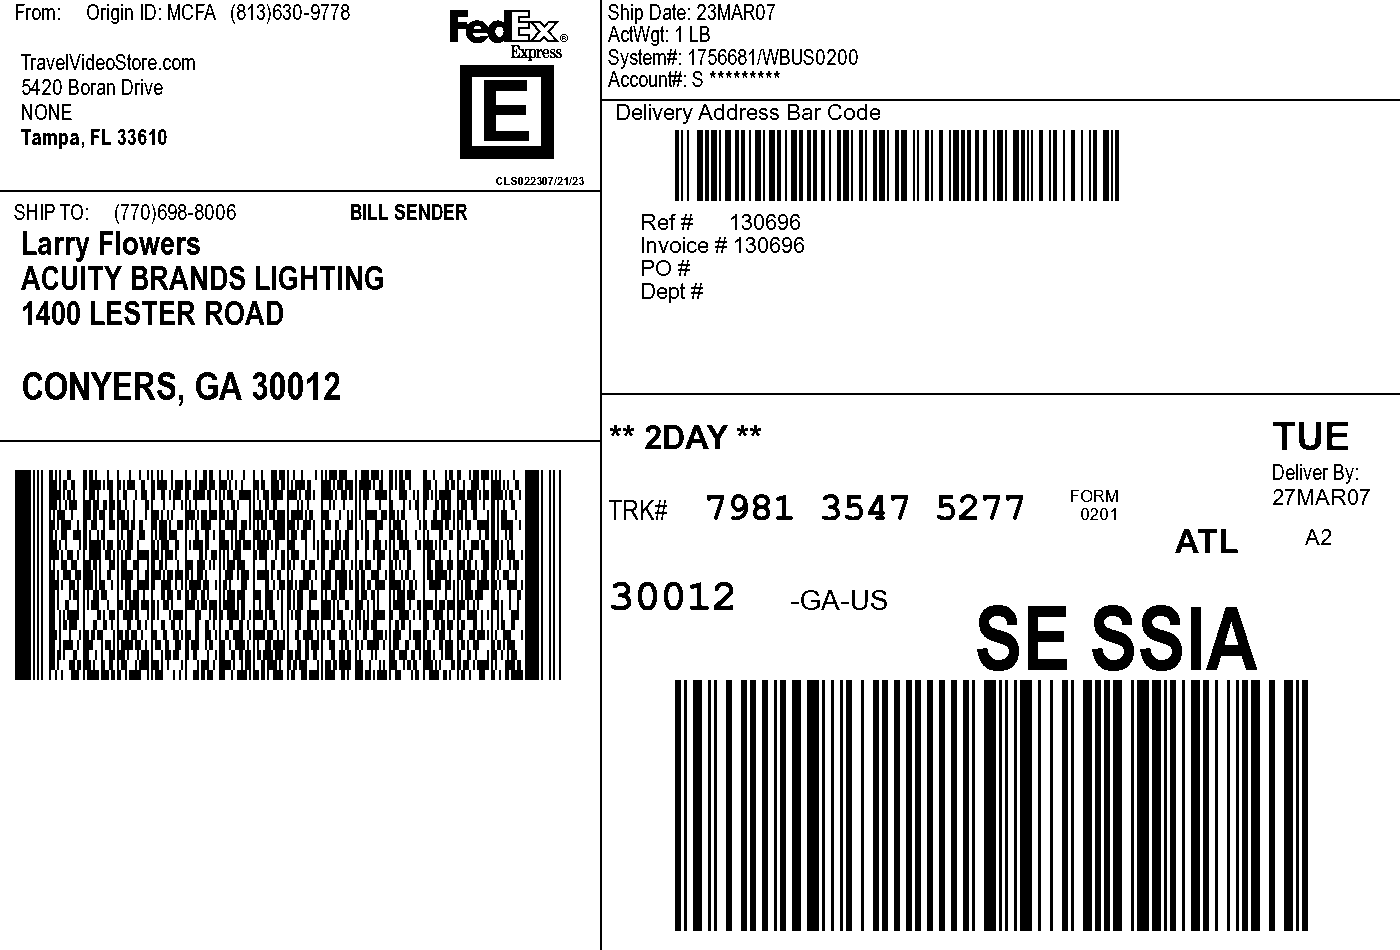 From: Origin ID: MCFA (813)630-9778
TravelVideoStore.com
5420 Boran Drive
NONE
Tampa, FL 33610
FedEx®
Express
E
CLS022307/21/23
SHIP TO: (770)698-8006 BILL SENDER
Larry Flowers
ACUITY BRANDS LIGHTING
1400 LESTER ROAD
CONYERS, GA 30012
Ship Date: 23MAR07
ActWgt: 1 LB
System#: 1756681/WBUS0200
Account#: S *********
Delivery Address Bar Code
Ref # 130696
Invoice # 130696
PO #
Dept #
** 2DAY **
TUE
Deliver By:
27MAR07
TRK# 7981 3547 5277 FORM
0201
ATL A2
30012 -GA-US
SE SSIA